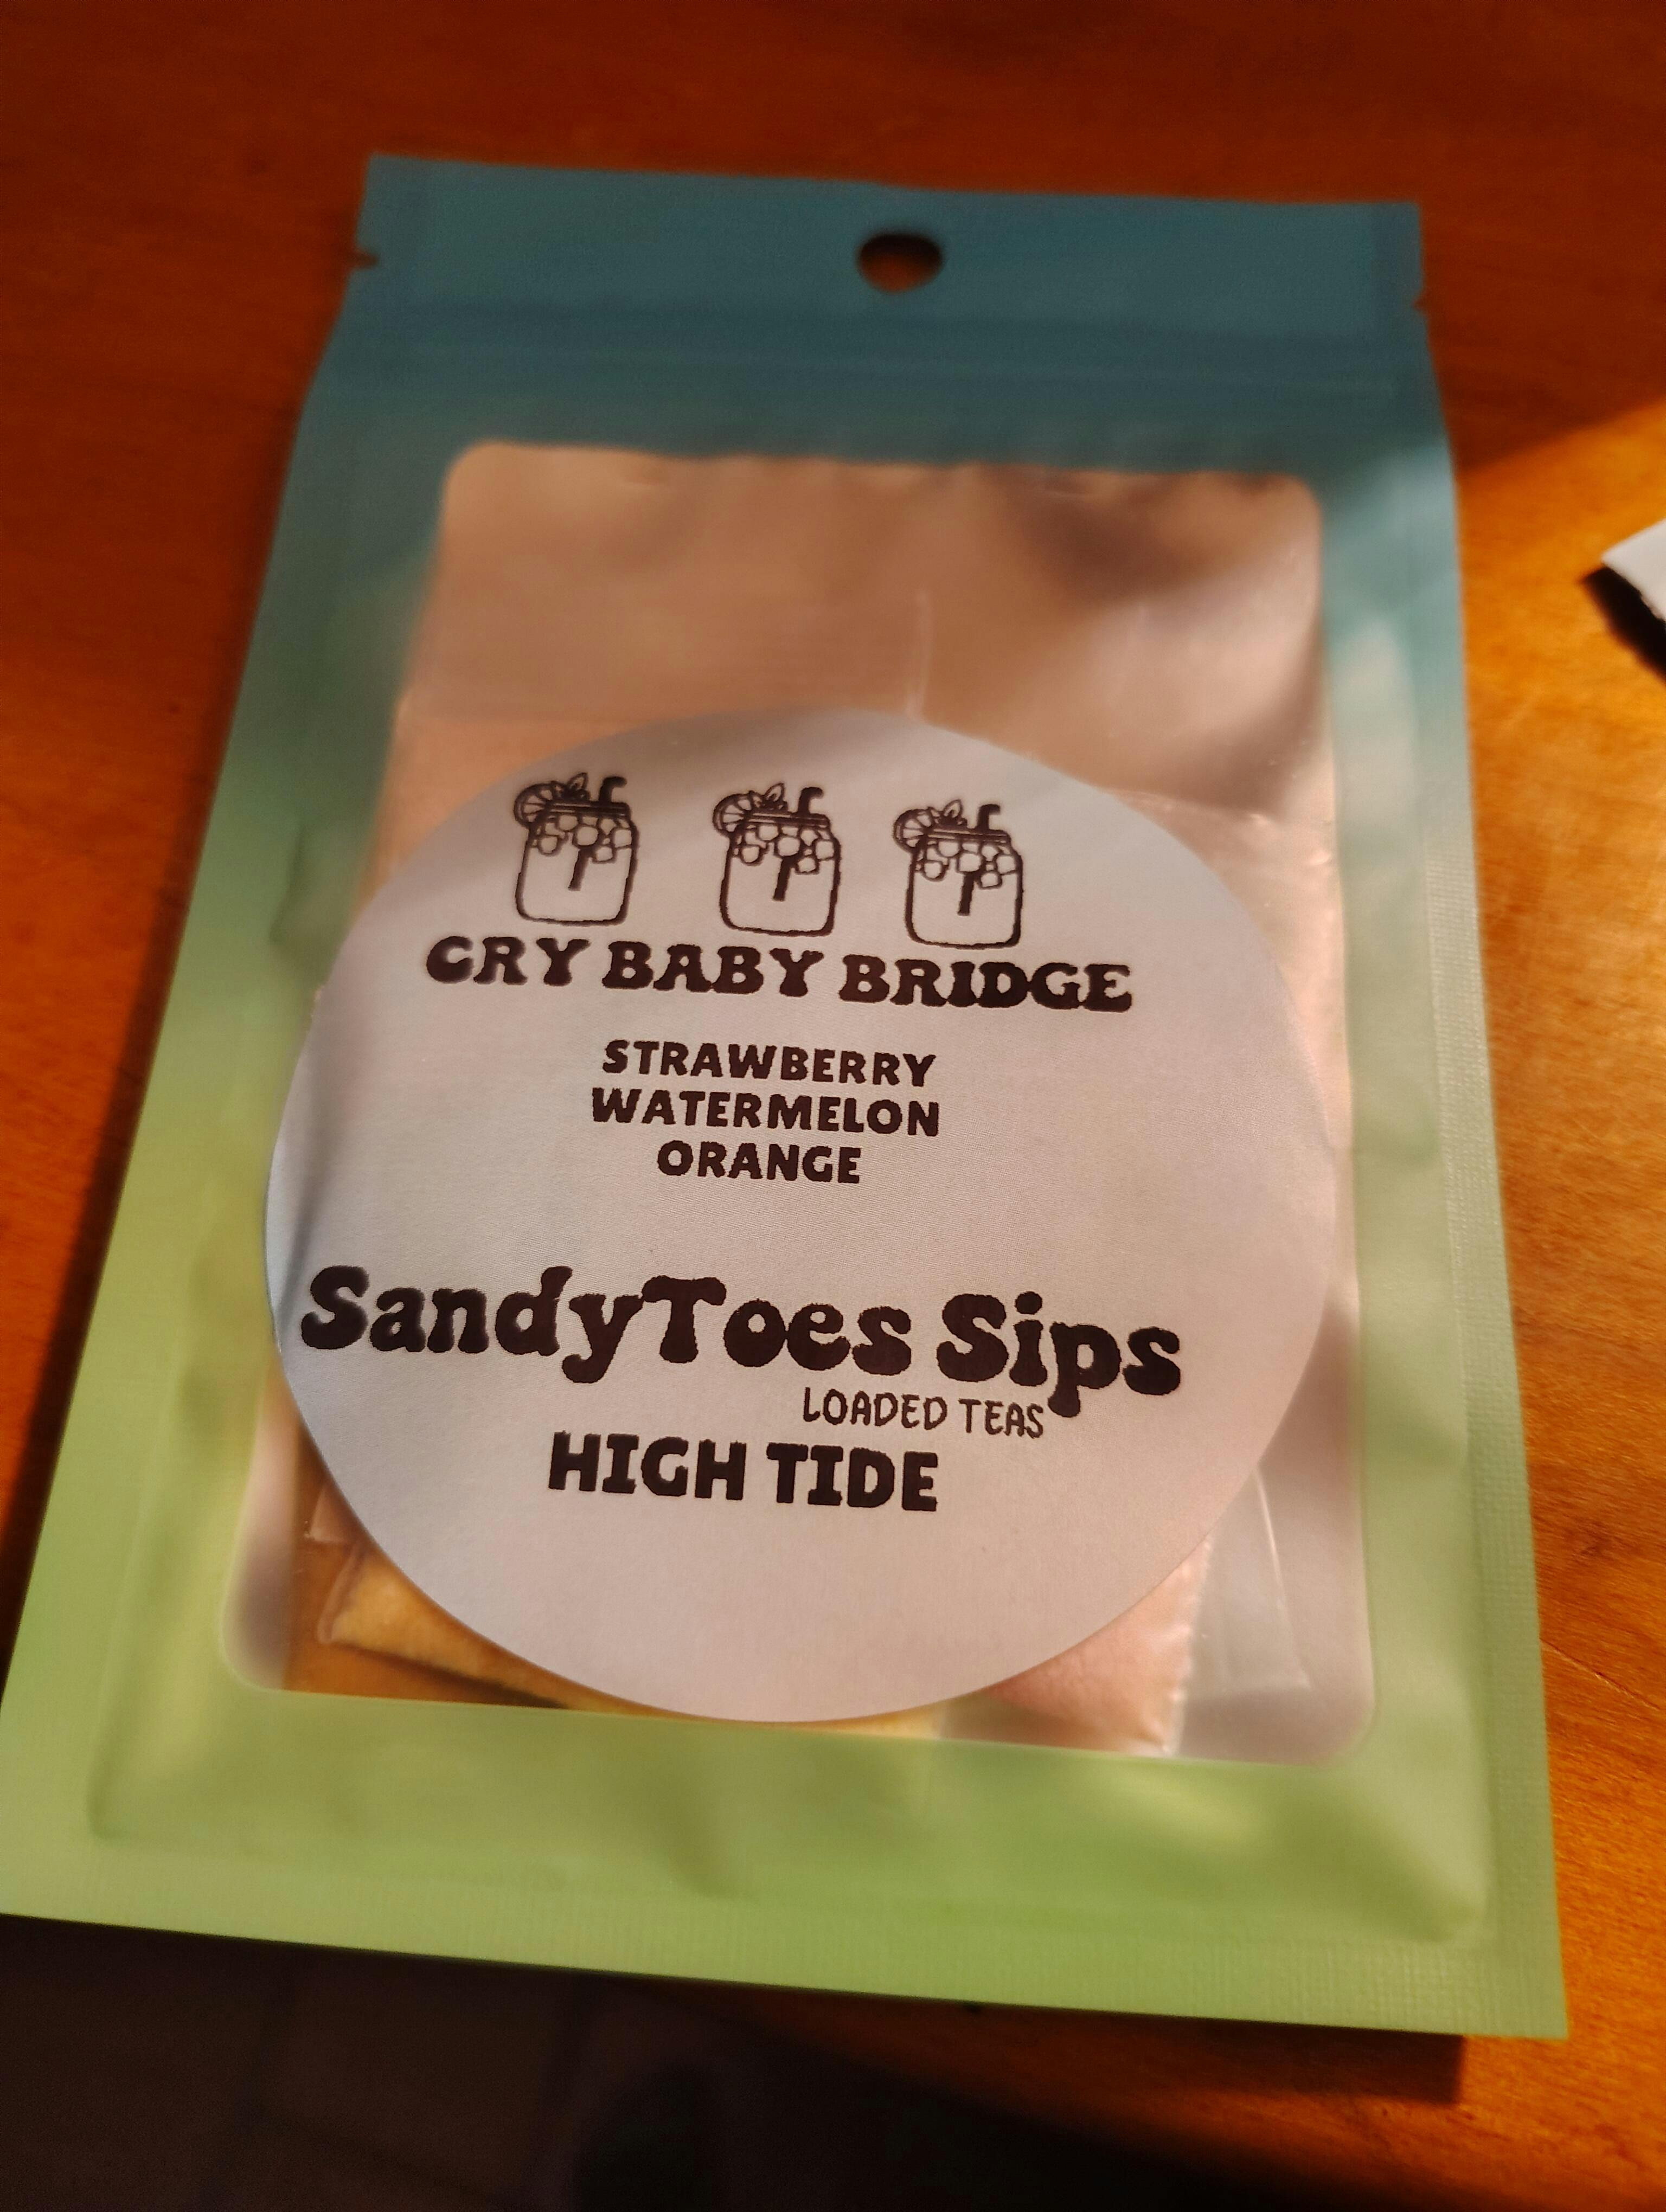 CRY BABY BRIDGE
STRAWBERRY
WATERMELON
ORANGE
SandyToes Sips
LOADED TEAS
HIGH TIDE